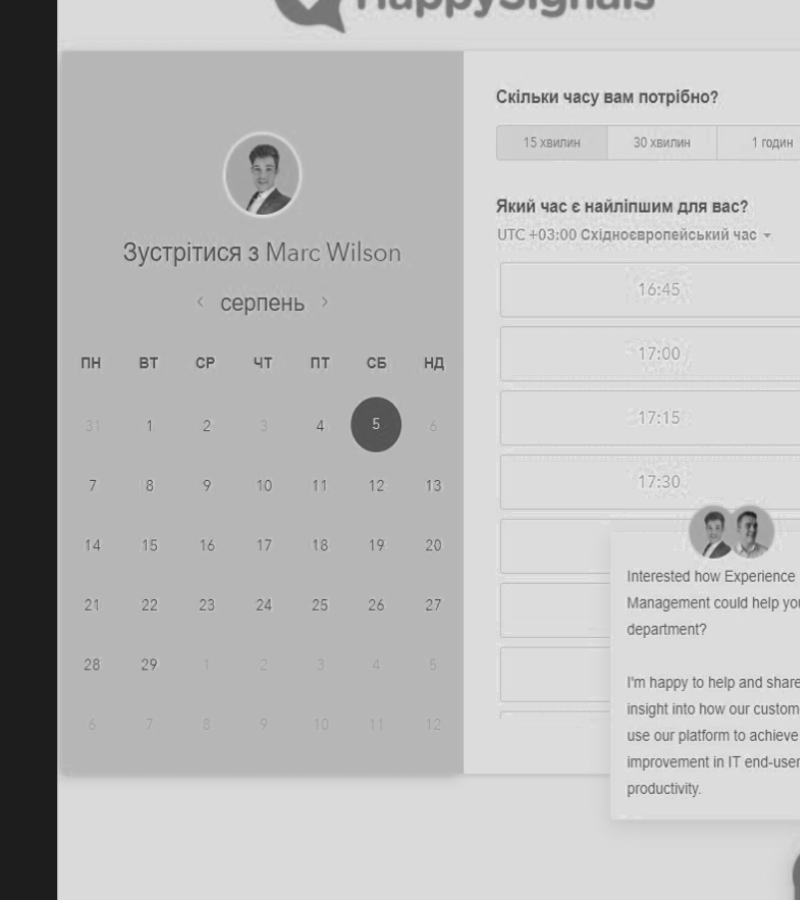 HappySignals
Скільки часу вам потрібно?
15 хвилин 30 хвилин 1 годин
Зустрітися з Marc Wilson
серпень
ПН ВТ СР ЧТ ПТ СБ НД
31 1 2 3 4 5 6
7 8 9 10 11 12 13
14 15 16 17 18 19 20
21 22 23 24 25 26 27
28 29 1 2 3 4 5
6 7 8 9 10 11 12
Який час є найліпшим для вас?
UTC +03:00 Східноєвропейський час
16:45
17:00
17:15
17:30
Interested how Experience
Management could help you
department?
I'm happy to help and share
insight into how our custom
use our platform to achieve
improvement in IT end-user
productivity.